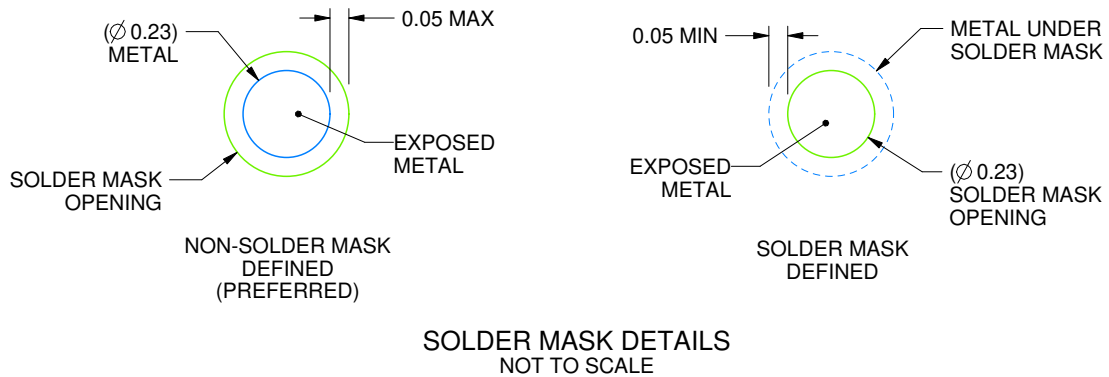 (Ø 0.23)
METAL
0.05 MAX
EXPOSED
METAL
SOLDER MASK
OPENING
NON-SOLDER MASK
DEFINED
(PREFERRED)
0.05 MIN
METAL UNDER
SOLDER MASK
EXPOSED
METAL
(Ø 0.23)
SOLDER MASK
OPENING
SOLDER MASK
DEFINED
SOLDER MASK DETAILS
NOT TO SCALE